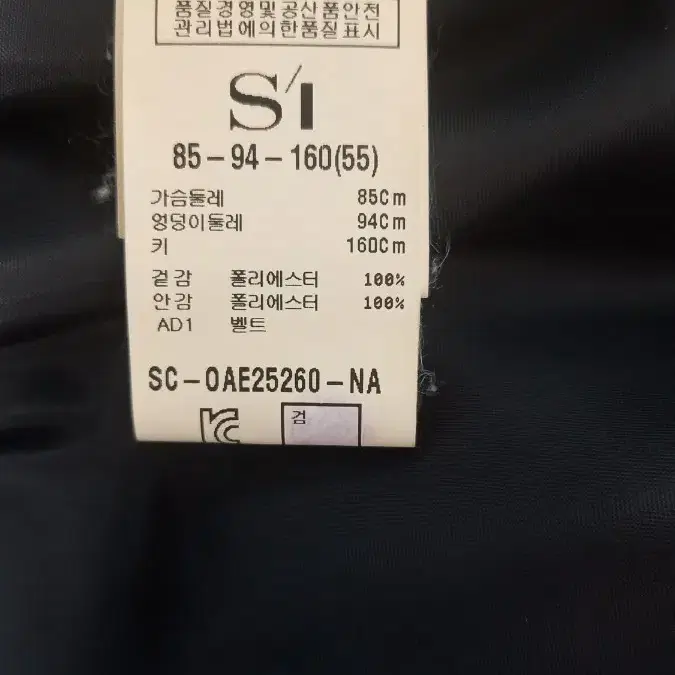 품질경영및공산품안전
관리법에의한품질표시
S/I
85-94-160(55)
가슴둘레 85Cm
엉덩이둘레 94Cm
키 160Cm
겉감 폴리에스터 100%
안감 폴리에스터 100%
AD1 벨트
SC-OAE25260-NA
검